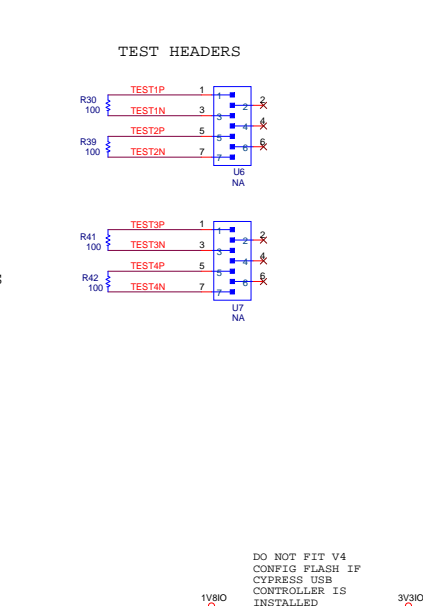 TEST HEADERS
TEST1P 1
R30 1 2
100 TEST1N 3 3 4
TEST2P 5 5
R39 6
100 TEST2N 7 7 6
U6
NA
TEST3P 1 1
R41 2 2
100 TEST3N 3 3 4
TEST4P 5 5 4
R42 6 6
100 TEST4N 7 7
U7
NA
DO NOT FIT V4
CONFIG FLASH IF
CYPRESS USB
CONTROLLER IS
INSTALLED
1V8IO 3V3IO